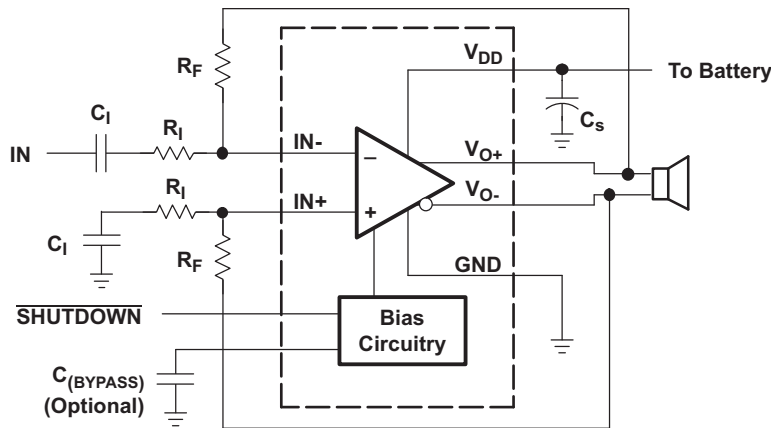 V_DD
To Battery
R_F
C_I
C_s
R_I
IN
IN-
–
V_O+
R_I
IN+
+
V_O-
C_I
R_F
GND
SHUTDOWN
Bias
Circuitry
C_(BYPASS)
(Optional)